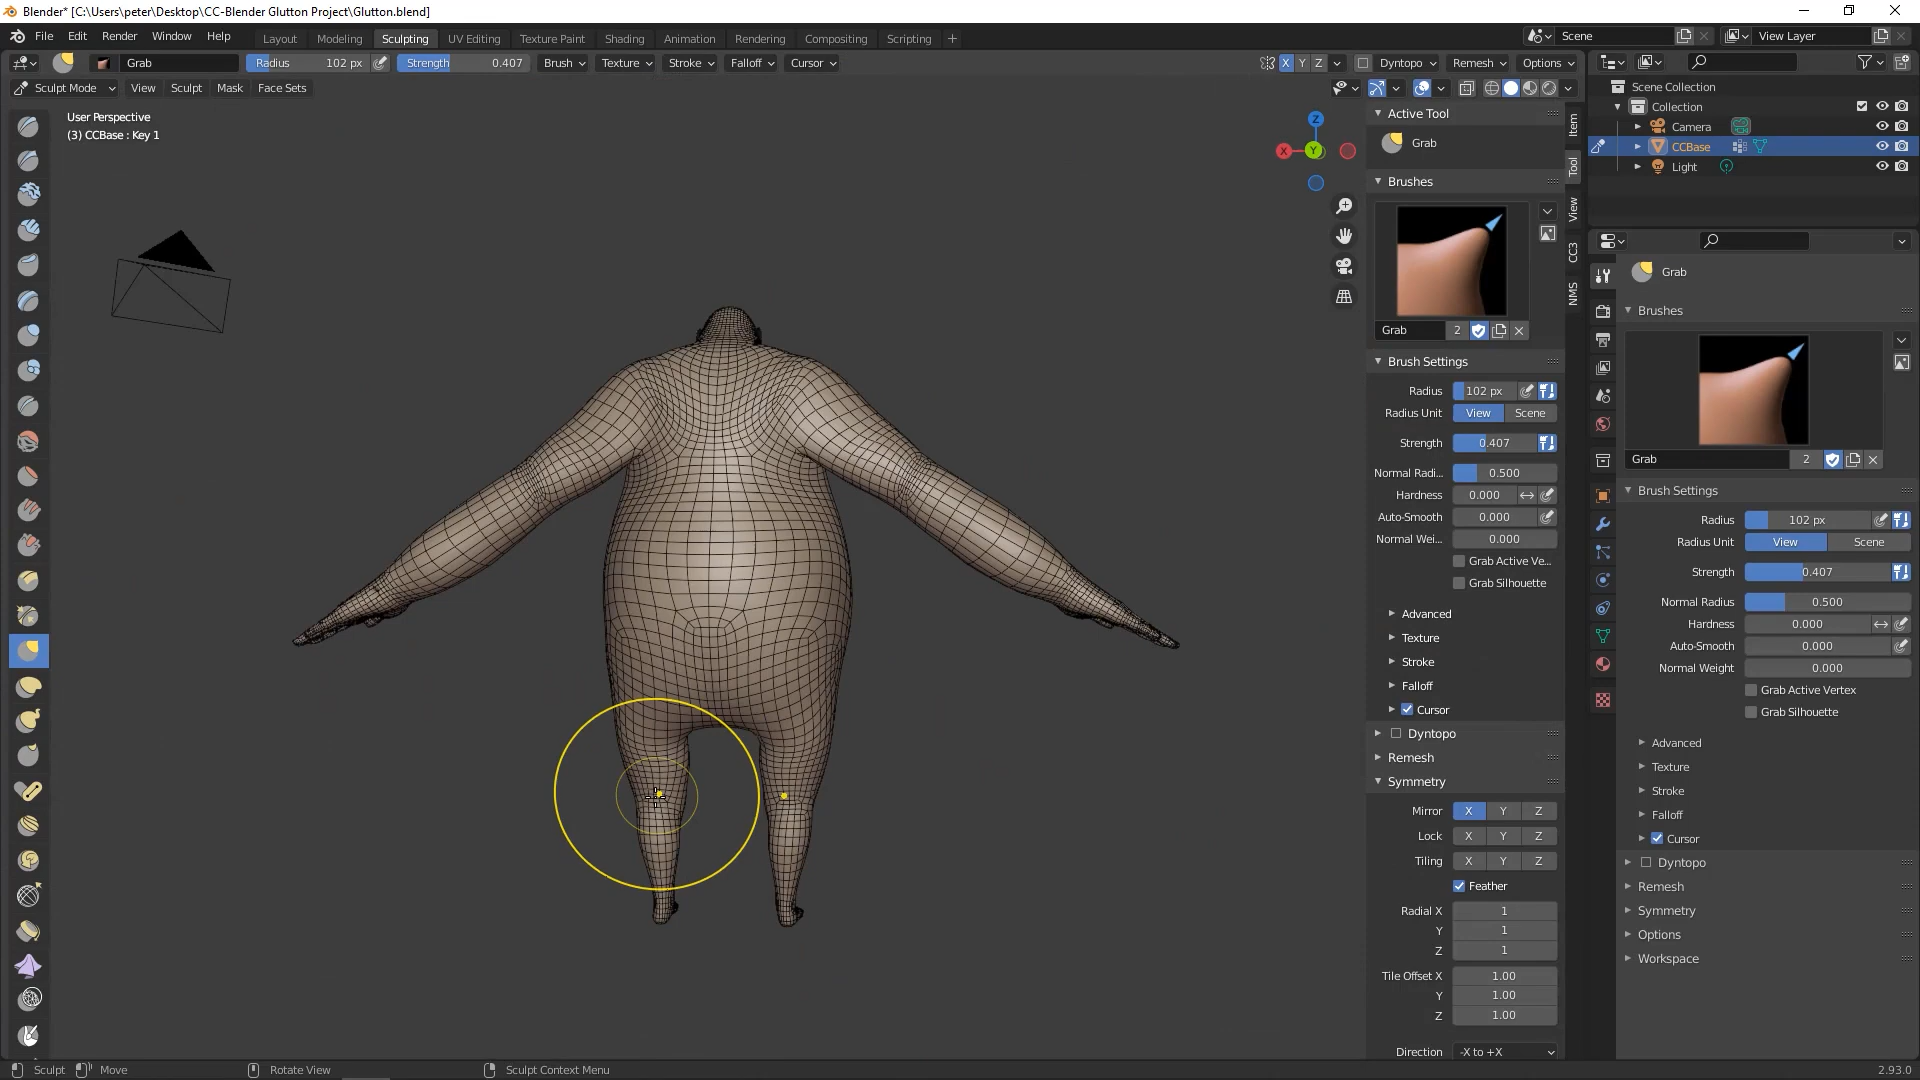 Blender* [C:\Users\peter\Desktop\CC-Blender Glutton Project\Glutton.blend]
File Edit Render Window Help Layout Modeling Sculpting UV Editing Texture Paint Shading Animation Rendering Compositing Scripting + Scene View Layer
Grab Radius 102 px Strength 0.407 Brush Texture Stroke Falloff Cursor X Y Z Dyntopo Remesh Options
Sculpt Mode View Sculpt Mask Face Sets
User Perspective
(3) CCBase : Key 1
Z
X
Y
Active Tool
Grab
Brushes
Grab 2
Brush Settings
Radius 102 px
Radius Unit View Scene
Strength 0.407
Normal Radi... 0.500
Hardness 0.000
Auto-Smooth 0.000
Normal Wei... 0.000
Grab Active Ve...
Grab Silhouette
Advanced
Texture
Stroke
Falloff
Cursor
Dyntopo
Remesh
Symmetry
Mirror X Y Z
Lock X Y Z
Tiling X Y Z
Feather
Radial X 1
Y 1
Z 1
Tile Offset X 1.00
Y 1.00
Z 1.00
Direction -X to +X
Item
Tool
View
CC3
NMS
Scene Collection
Collection
Camera
CCBase
Light
Grab
Brushes
Grab 2
Brush Settings
Radius 102 px
Radius Unit View Scene
Strength 0.407
Normal Radius 0.500
Hardness 0.000
Auto-Smooth 0.000
Normal Weight 0.000
Grab Active Vertex
Grab Silhouette
Advanced
Texture
Stroke
Falloff
Cursor
Dyntopo
Remesh
Symmetry
Options
Workspace
Sculpt Move Rotate View Sculpt Context Menu 2.93.0